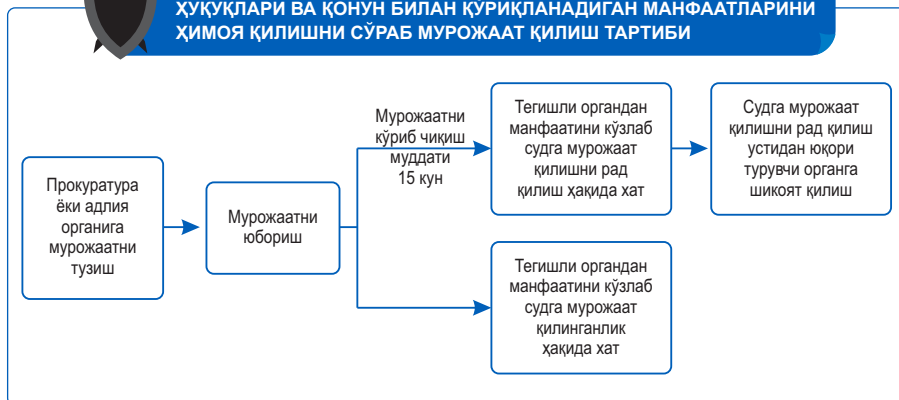 ҲУҚУҚЛАРИ ВА ҚОНУН БИЛАН ҚЎРИҚЛАНАДИГАН МАНФААТЛАРИНИ
ҲИМОЯ ҚИЛИШНИ СЎРАБ МУРОЖААТ ҚИЛИШ ТАРТИБИ
Прокуратура
ёки адлия
органига
мурожаатни
тузиш
Мурожаатни
юбориш
Мурожаатни
кўриб чиқиш
муддати
15 кун
Тегишли органдан
манфаатини кўзлаб
судга мурожаат
қилишни рад
қилиш ҳақида хат
Судга мурожаат
қилишни рад қилиш
устидан юқори
турувчи органга
шикоят қилиш
Тегишли органдан
манфаатини кўзлаб
судга мурожаат
қилинганлик
ҳақида хат